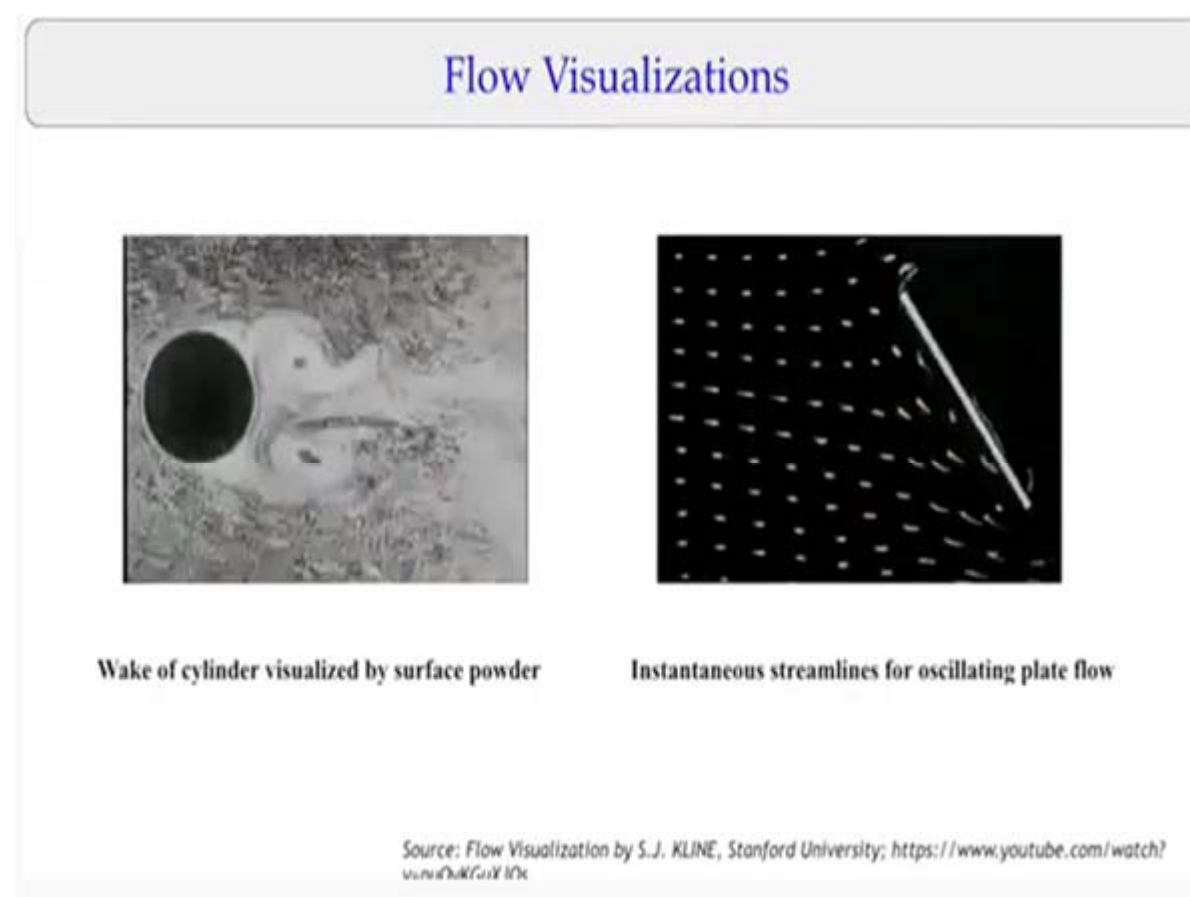 Flow Visualizations
Wake of cylinder visualized by surface powder
Instantaneous streamlines for oscillating plate flow
Source: Flow Visualization by S.J. KLINE, Stanford University; https://www.youtube.com/watch?